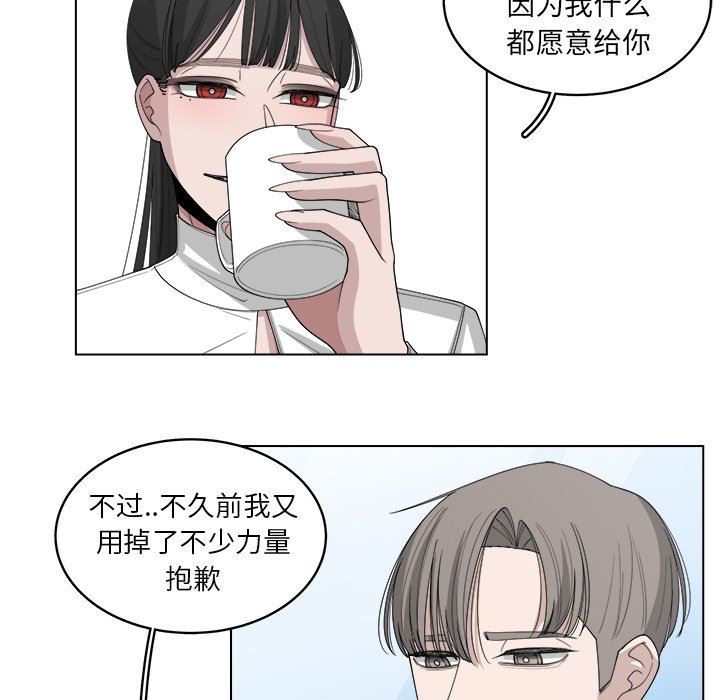 因为我什么
都愿意给你
不过..不久前我又
用掉了不少力量
抱歉